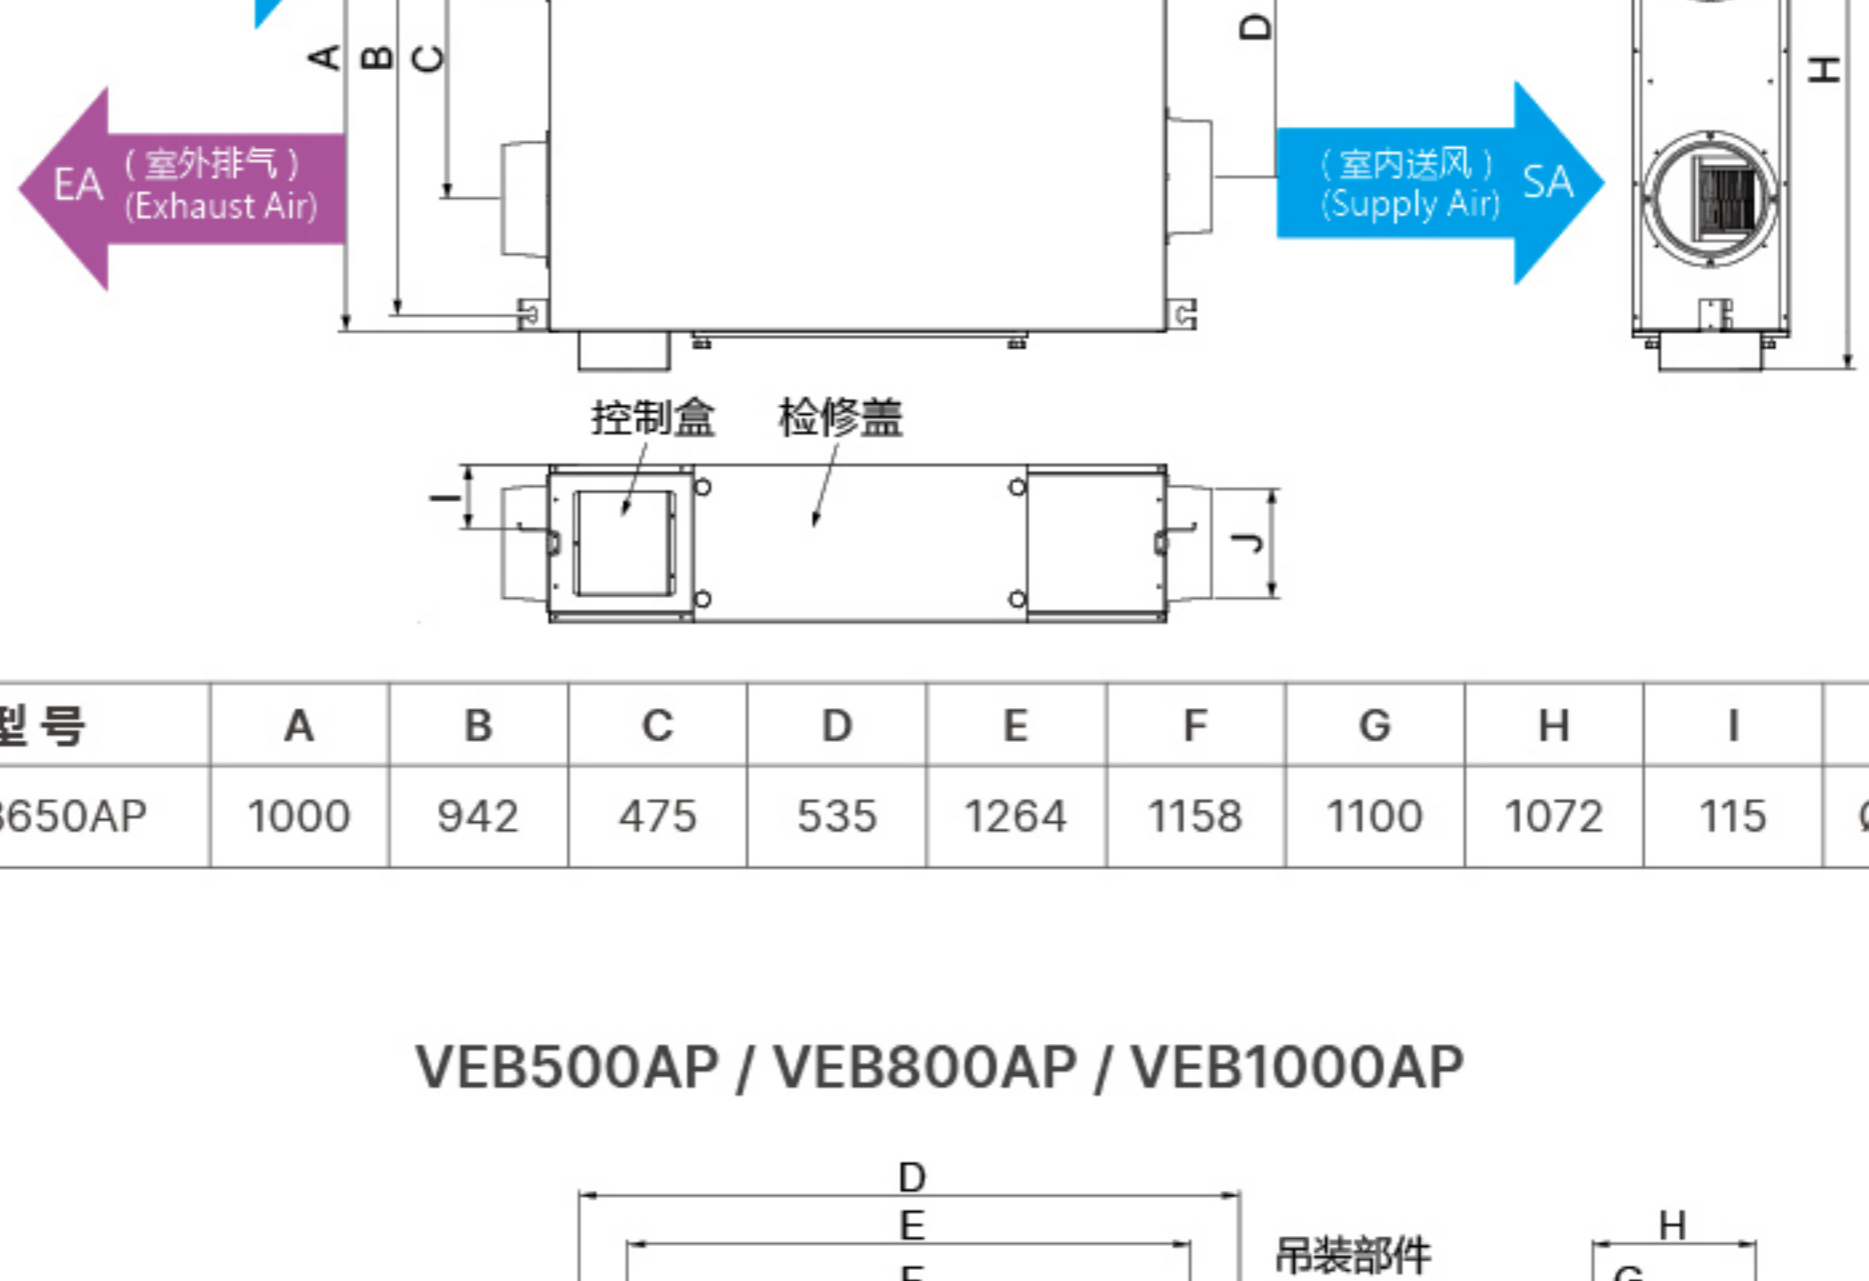 A B C D H
EA （室外排气）
(Exhaust Air)
（室内送风） SA
(Supply Air)
控制盒 检修盖
I J
型 号 A B C D E F G H I
650AP 1000 942 475 535 1264 1158 1100 1072 115
VEB500AP / VEB800AP / VEB1000AP
D
E
H
吊装部件